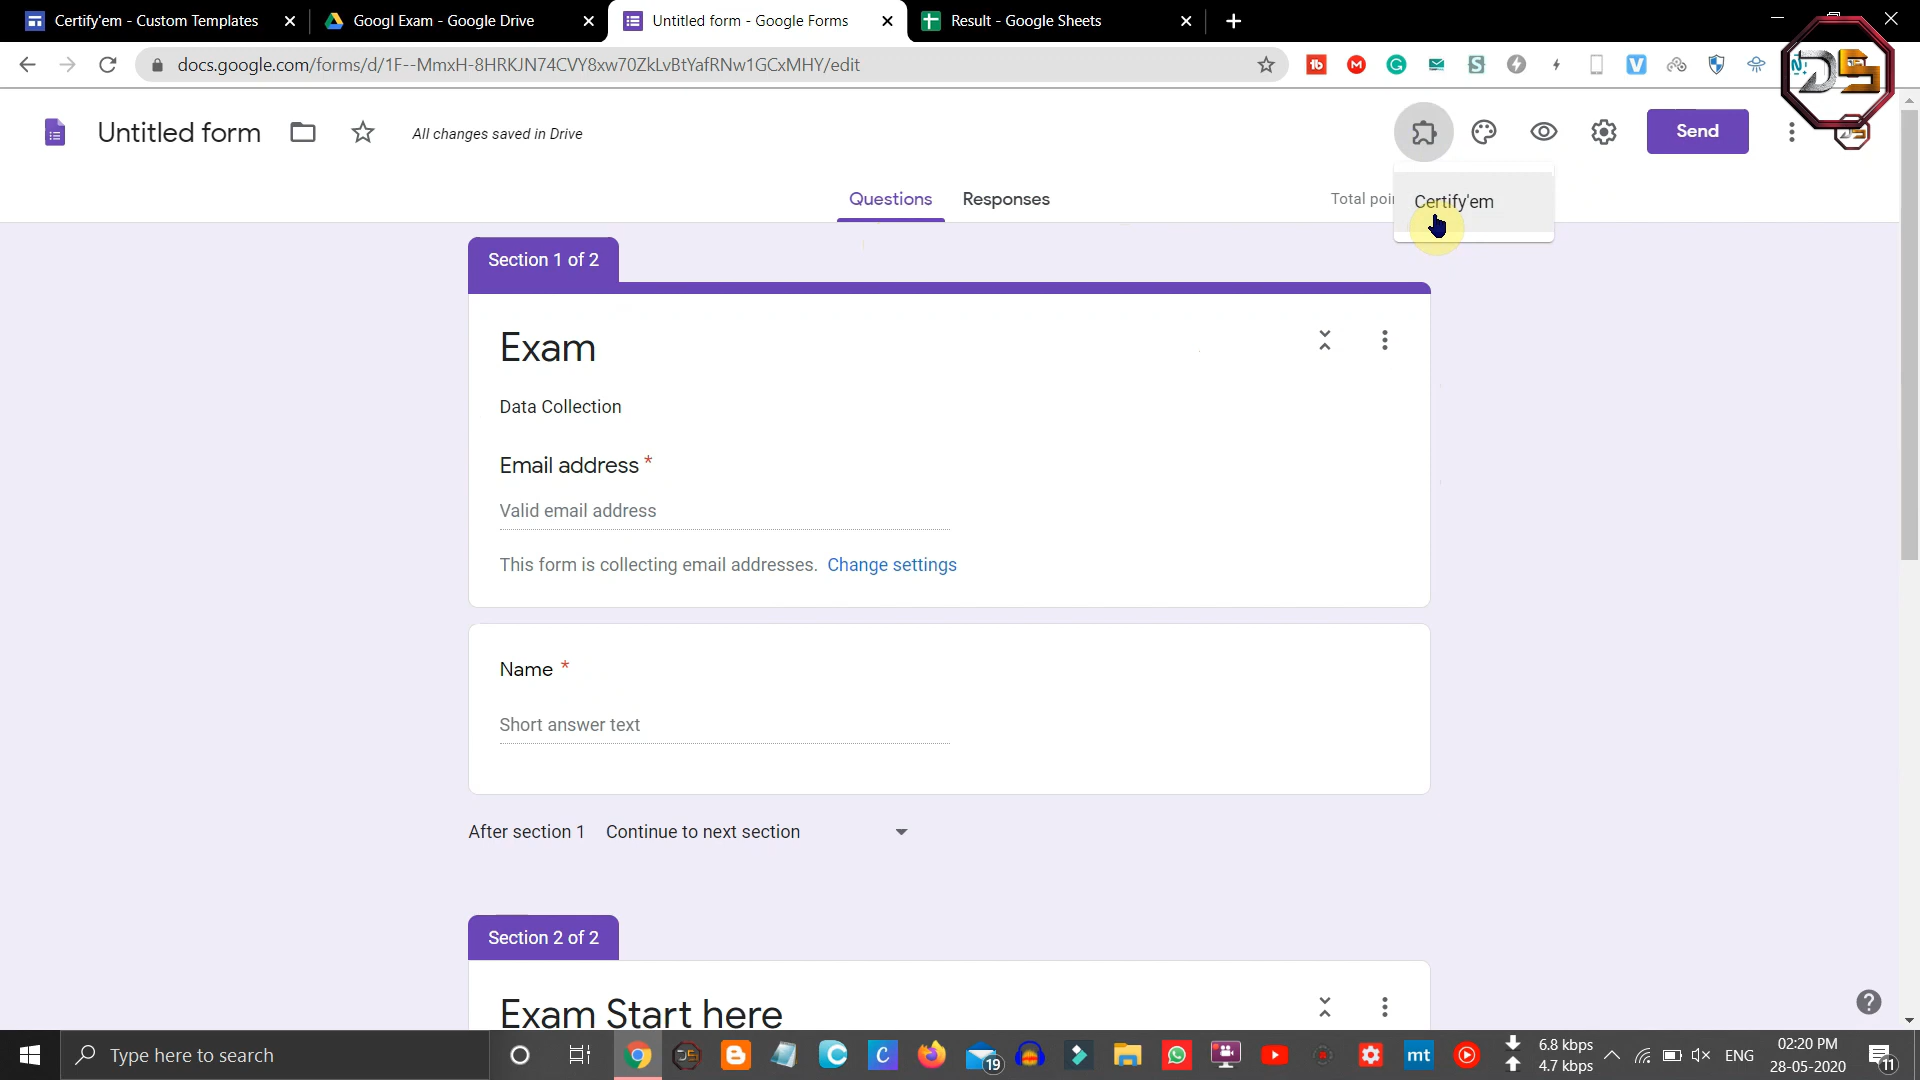 Certify'em - Custom Templates
Googl Exam - Google Drive
Untitled form - Google Forms
Result - Google Sheets
docs.google.com/forms/d/1F--MmxH-8HRKJN74CVY8xw70ZkLvBtYafRNw1GCxMHY/edit
DS
Untitled form
All changes saved in Drive
Send
Questions
Responses
Total poi
Certify'em
Section 1 of 2
Exam
Data Collection
Email address *
Valid email address
This form is collecting email addresses. Change settings
Name *
Short answer text
After section 1 Continue to next section
Section 2 of 2
Exam Start here
Type here to search
19
mt
6.8 kbps
4.7 kbps
ENG
02:20 PM
28-05-2020
11